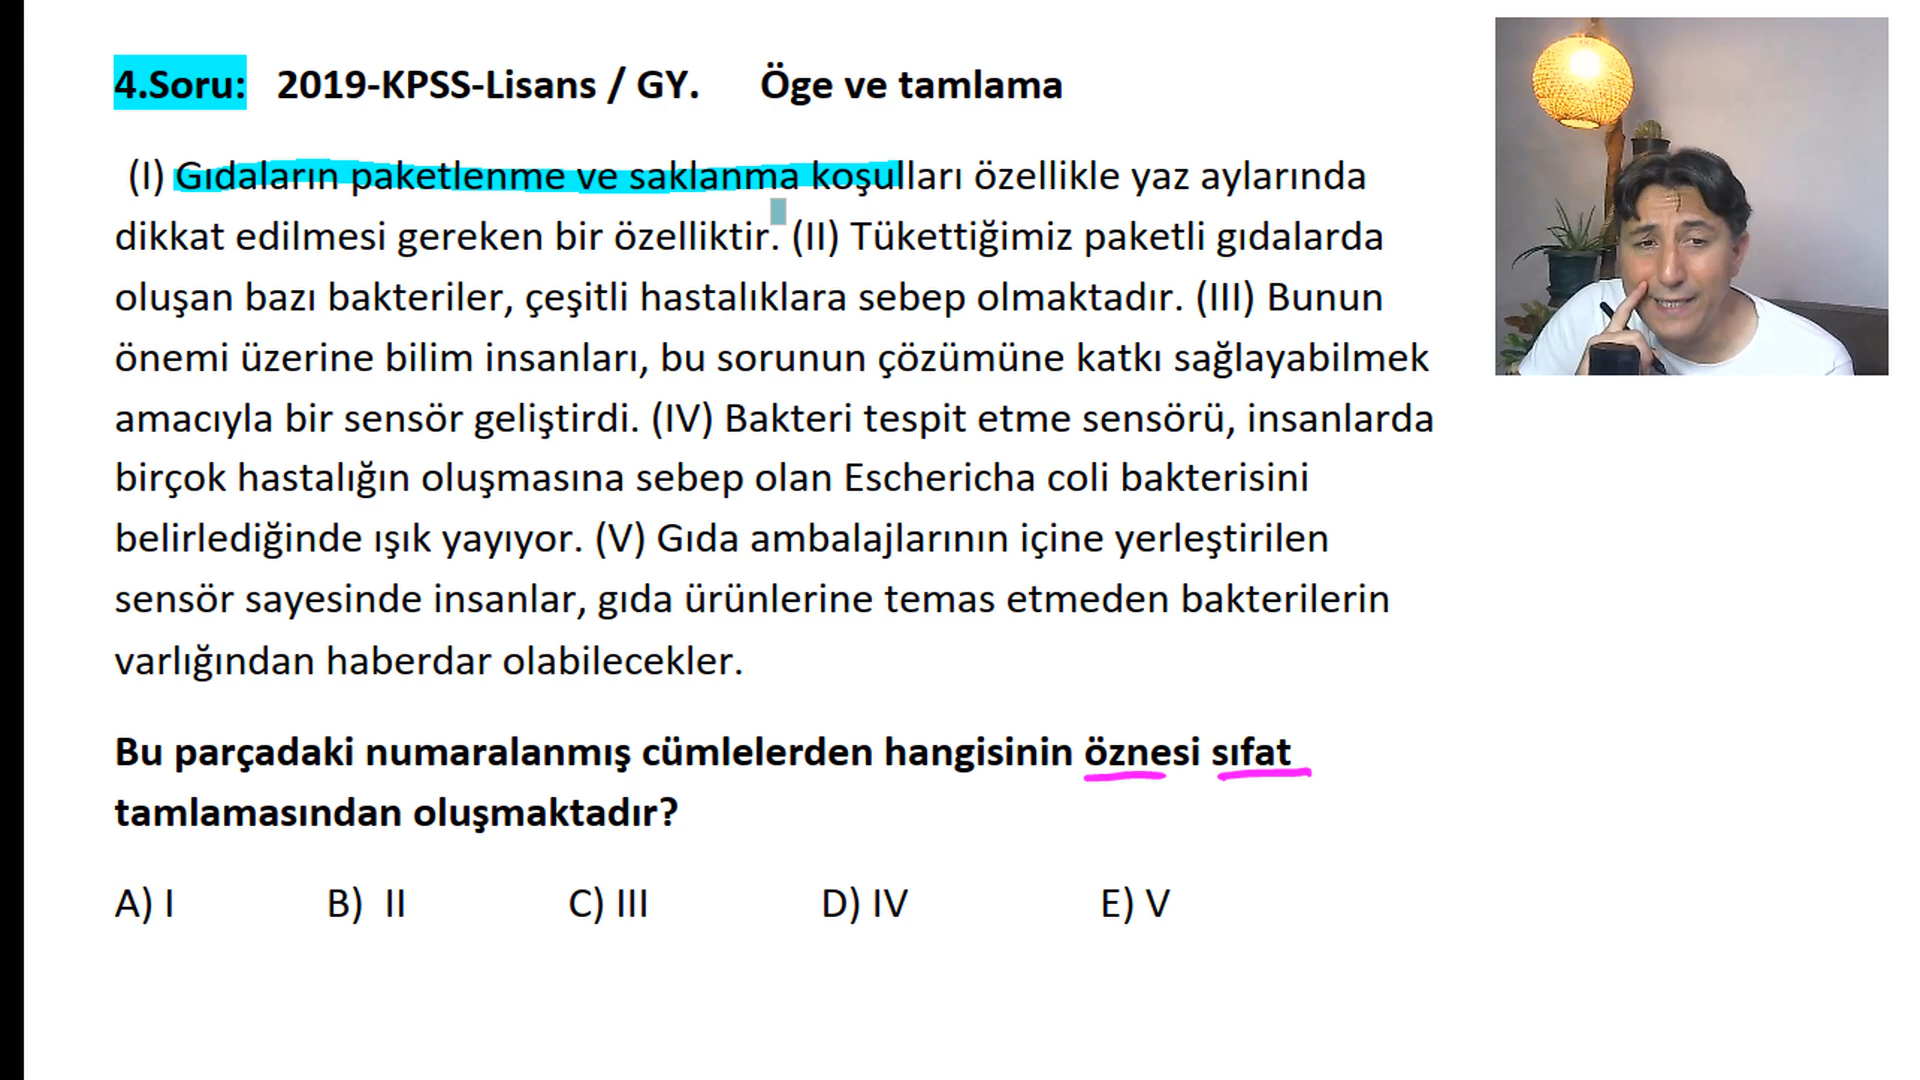 4.Soru: 2019-KPSS-Lisans / GY. Öge ve tamlama
(I) Gıdaların paketlenme ve saklanma koşulları özellikle yaz aylarında
dikkat edilmesi gereken bir özelliktir. (II) Tükettiğimiz paketli gıdalarda
oluşan bazı bakteriler, çeşitli hastalıklara sebep olmaktadır. (III) Bunun
önemi üzerine bilim insanları, bu sorunun çözümüne katkı sağlayabilmek
amacıyla bir sensör geliştirdi. (IV) Bakteri tespit etme sensörü, insanlarda
birçok hastalığın oluşmasına sebep olan Eschericha coli bakterisini
belirlediğinde ışık yayıyor. (V) Gıda ambalajlarının içine yerleştirilen
sensör sayesinde insanlar, gıda ürünlerine temas etmeden bakterilerin
varlığından haberdar olabilecekler.
Bu parçadaki numaralanmış cümlelerden hangisinin öznesi sıfat
tamlamasından oluşmaktadır?
A) I B) II C) III D) IV E) V